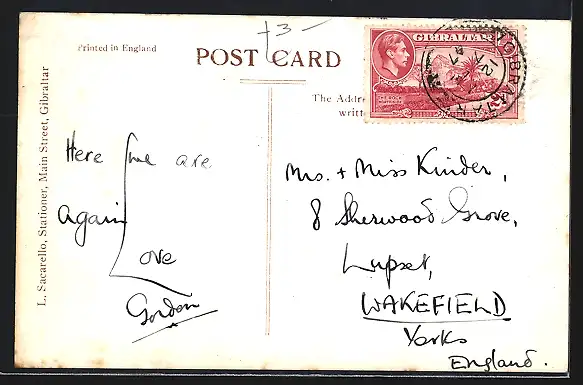 Printed in England
POST CARD
+3-
The Addre
writt
GIBRALTAR
GIBRALTAR
L. Sacarello, Stationer, Main Street, Gibraltar
Here we are
again
Love
Gordon
Mrs. + Miss Kinder,
8 Sherwood Grove,
Lupset,
WAKEFIELD
Yorks
England.